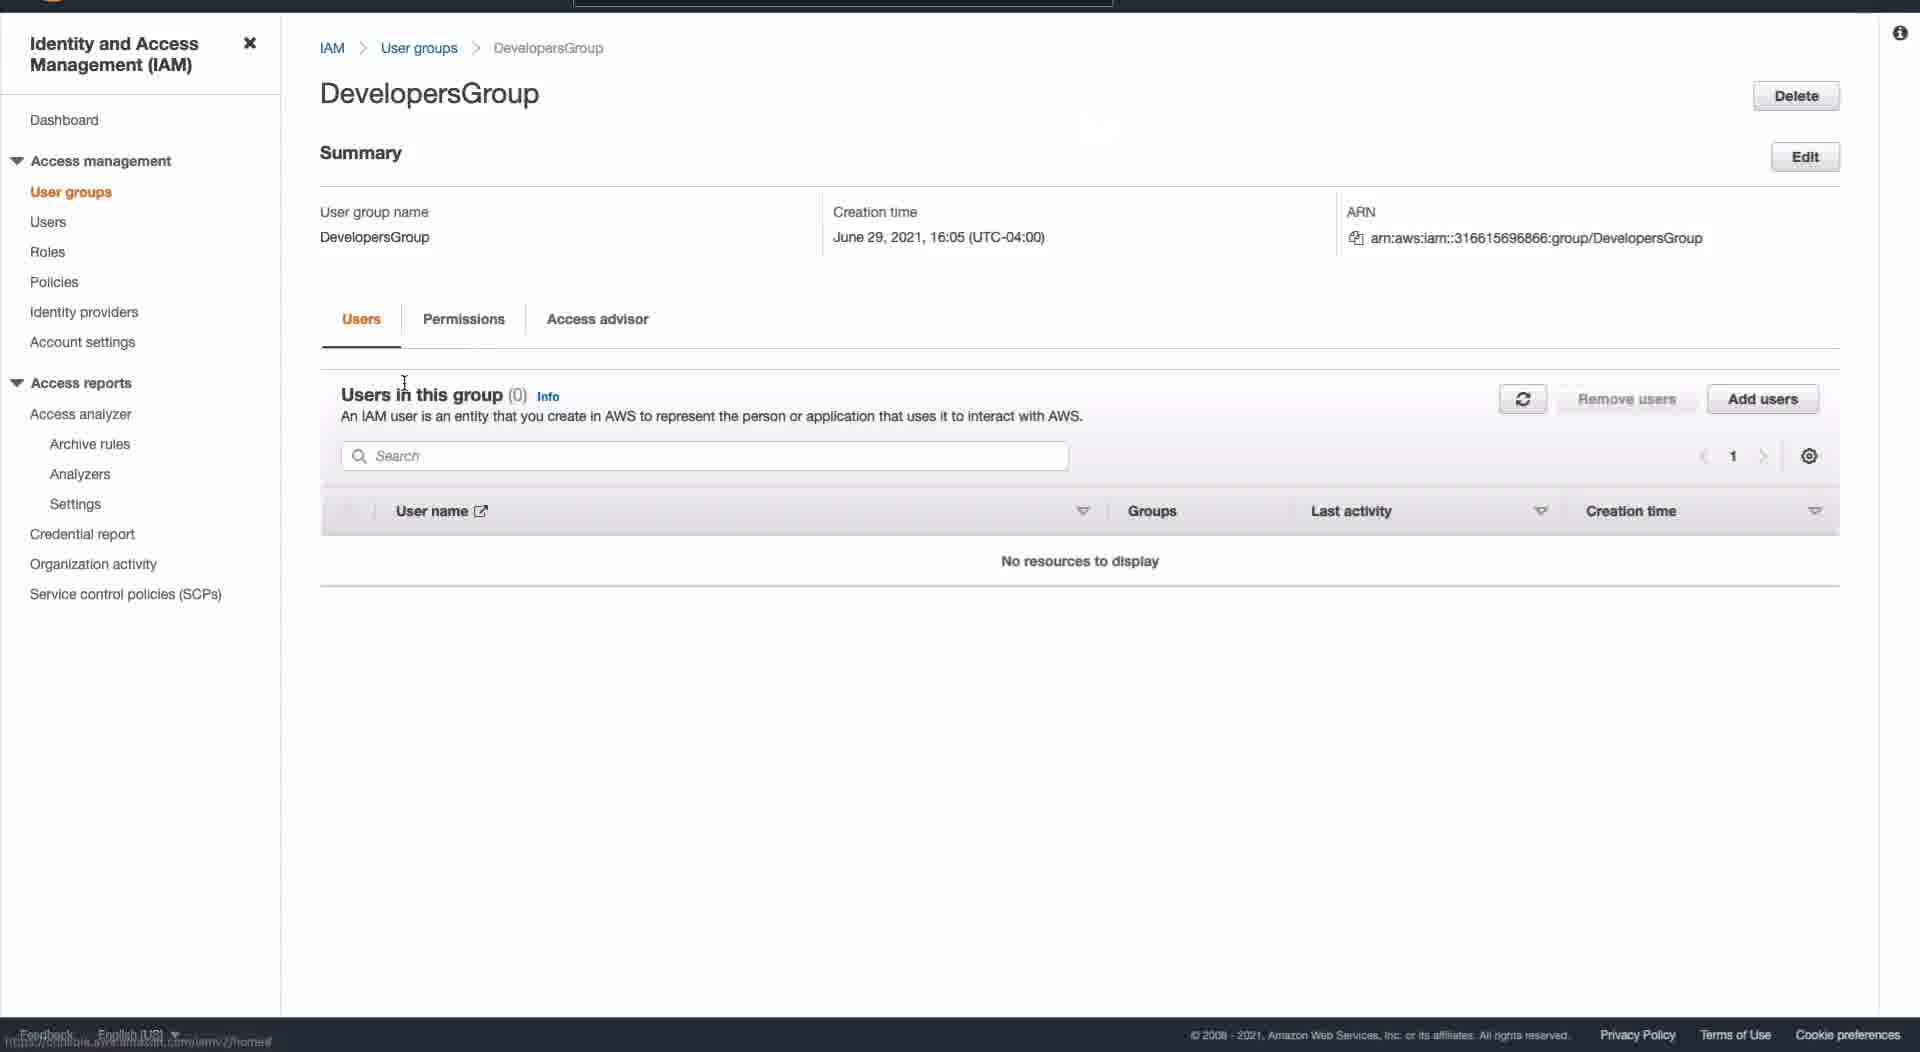 Identity and Access
Management (IAM)
Dashboard
Access management
User groups
Users
Roles
Policies
Identity providers
Account settings
Access reports
Access analyzer
Archive rules
Analyzers
Settings
Credential report
Organization activity
Service control policies (SCPs)
IAM > User groups > DevelopersGroup
DevelopersGroup
Delete
Summary
Edit
User group name
DevelopersGroup
Creation time
June 29, 2021, 16:05 (UTC-04:00)
ARN
arn:aws:iam::316615696866:group/DevelopersGroup
Users
Permissions
Access advisor
Users in this group (0) Info
An IAM user is an entity that you create in AWS to represent the person or application that uses it to interact with AWS.
Remove users
Add users
Search
1
User name
Groups
Last activity
Creation time
No resources to display
Feedback English (US)
© 2008 - 2021, Amazon Web Services, Inc. or its affiliates. All rights reserved. Privacy Policy Terms of Use Cookie preferences